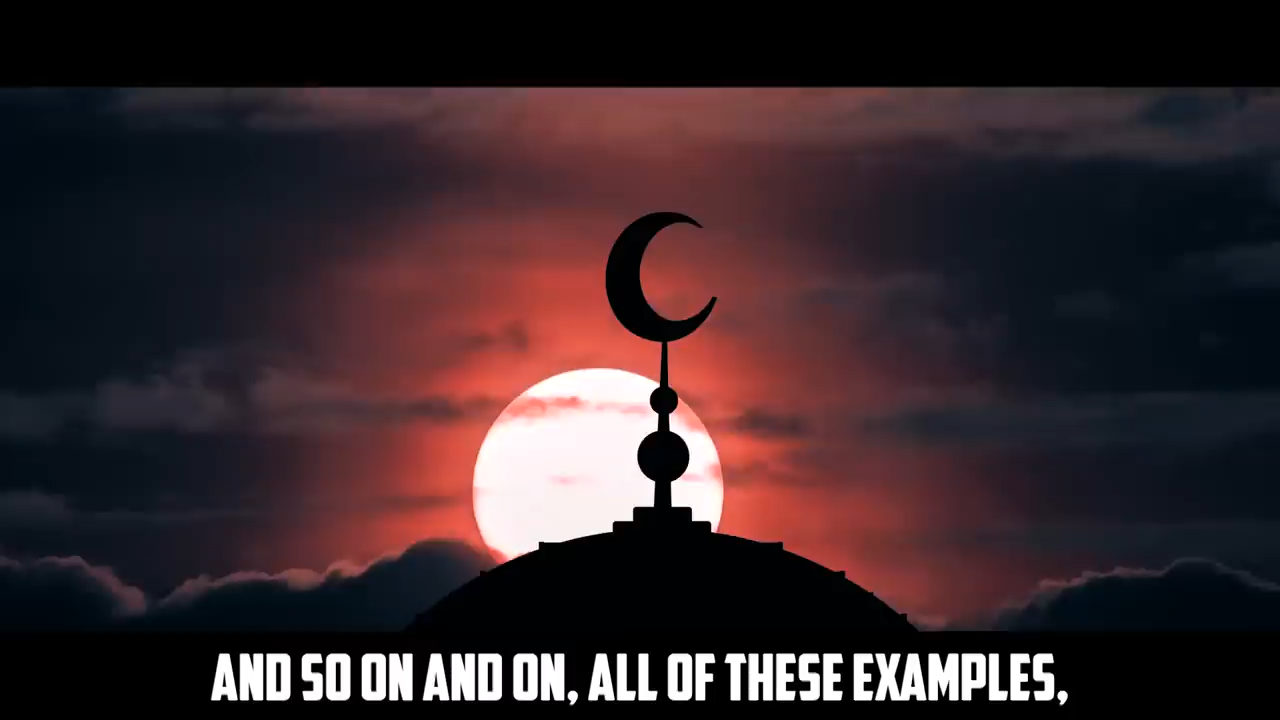 AND SO ON AND ON, ALL OF THESE EXAMPLES,